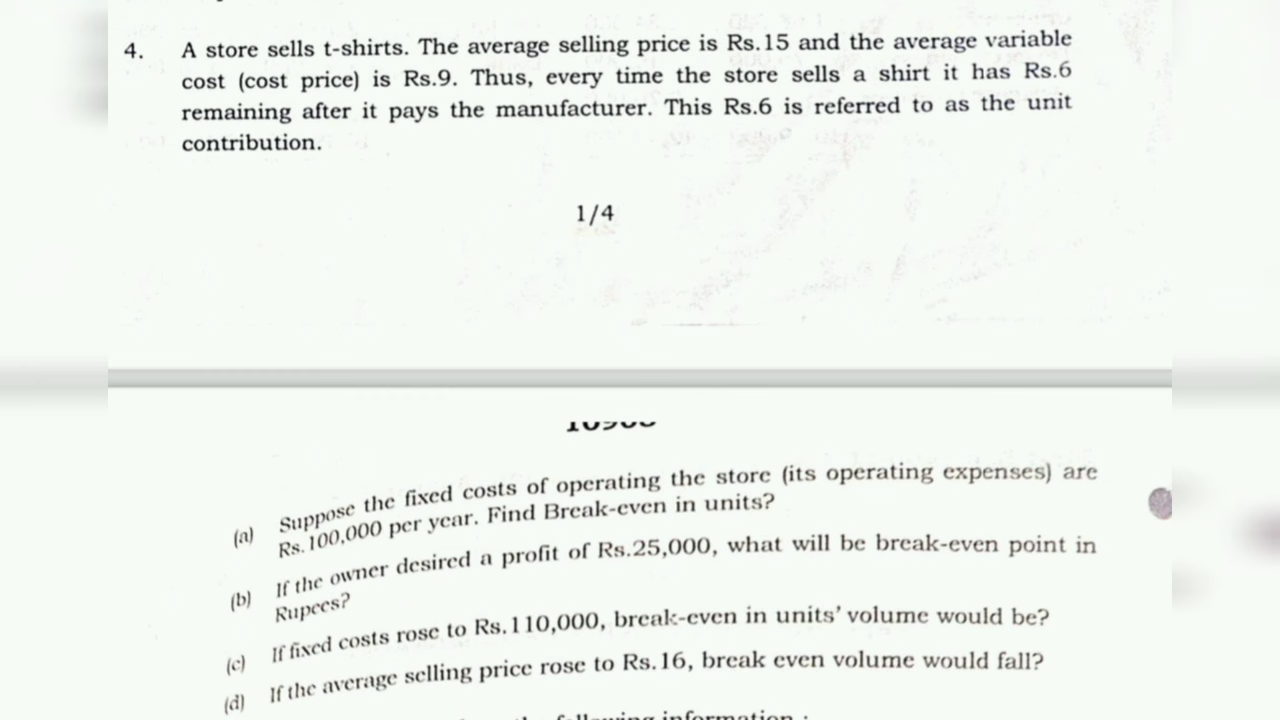 4. A store sells t-shirts. The average selling price is Rs.15 and the average variable
cost (cost price) is Rs.9. Thus, every time the store sells a shirt it has Rs.6
remaining after it pays the manufacturer. This Rs.6 is referred to as the unit
contribution.
1/4
(a) Suppose the fixed costs of operating the store (its operating expenses) are
Rs.100,000 per year. Find Break-even in units?
(b) If the owner desired a profit of Rs.25,000, what will be break-even point in
Rupees?
(c) If fixed costs rose to Rs.110,000, break-even in units' volume would be?
(d) If the average selling price rose to Rs.16, break even volume would fall?
following information :